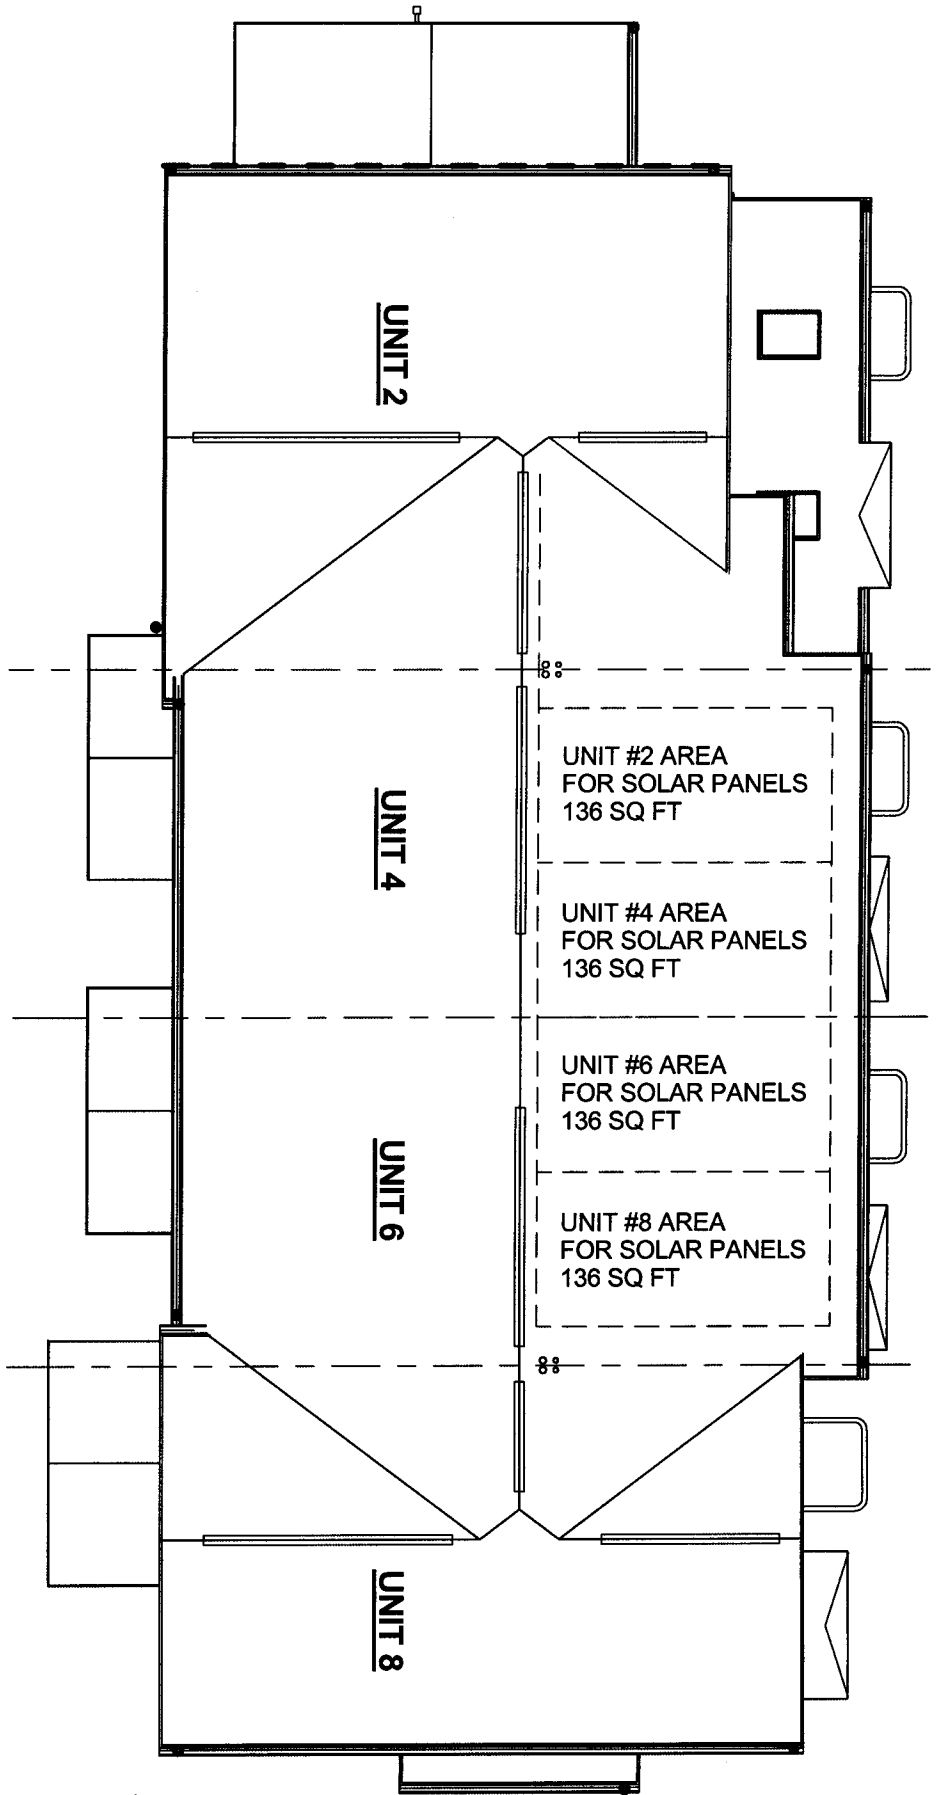 UNIT 2
UNIT #2 AREA
FOR SOLAR PANELS
136 SQ FT
UNIT 4
UNIT #4 AREA
FOR SOLAR PANELS
136 SQ FT
UNIT #6 AREA
FOR SOLAR PANELS
136 SQ FT
UNIT 6
UNIT #8 AREA
FOR SOLAR PANELS
136 SQ FT
UNIT 8